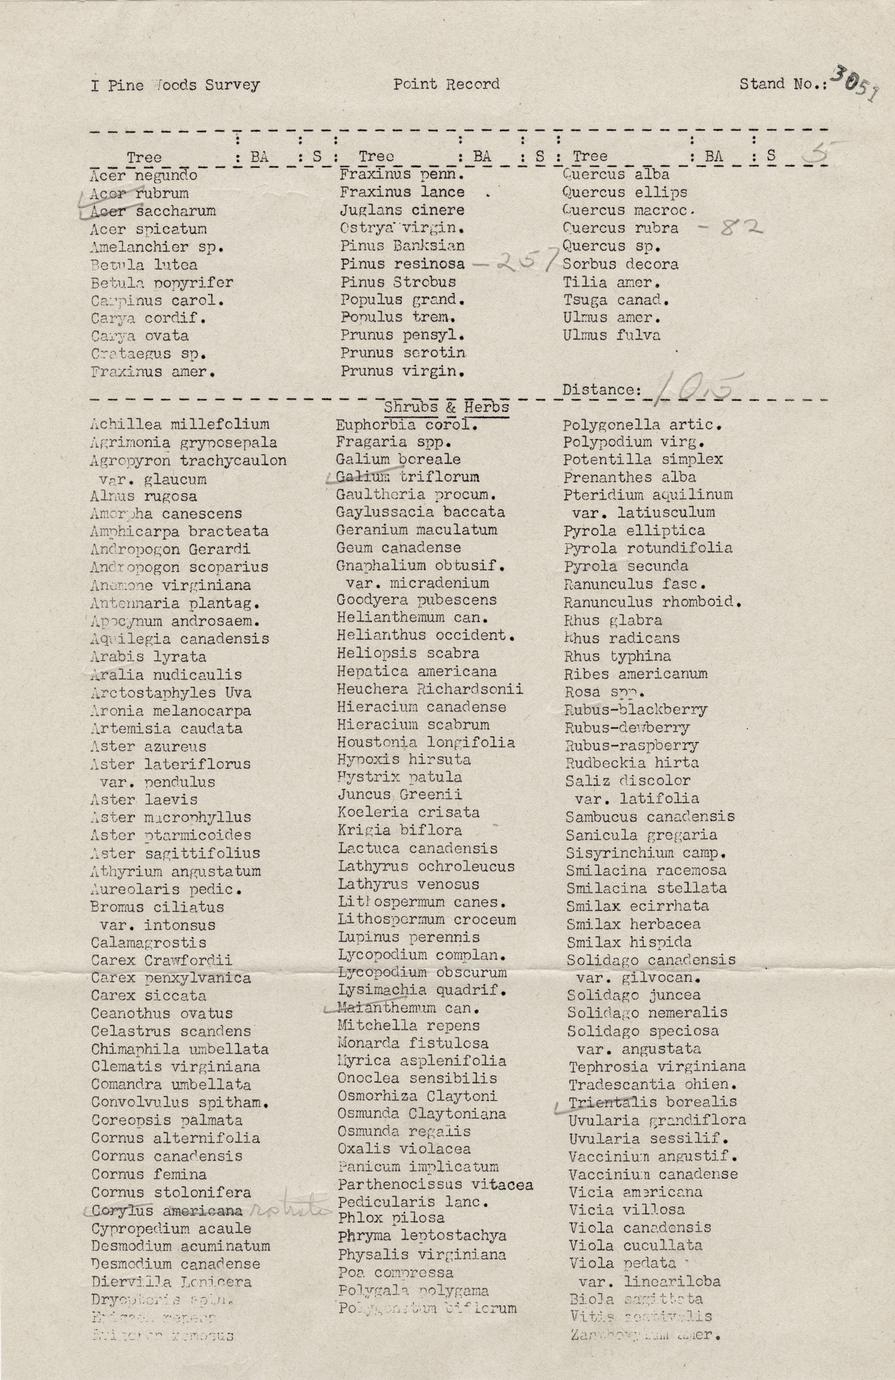 I Pine Woods Survey Point Record Stand No.: 3051
Tree : BA : S : Tree : BA : S : Tree : BA : S 5
Acer negundo
Acer rubrum
Acer saccharum
Acer spicatum
Amelanchier sp.
Betula lutea
Betula popyrifer
Carpinus carol.
Carya cordif.
Carya ovata
Crataegus sp.
Fraxinus amer.
Fraxinus penn.
Fraxinus lance .
Juglans cinere
Ostrya virgin.
Pinus Banksian
Pinus resinosa — 257
Pinus Strobus
Populus grand.
Populus trem.
Prunus pensyl.
Prunus serotin
Prunus virgin.
Quercus alba
Quercus ellips
Quercus macroc.
Quercus rubra - 82
Quercus sp.
Sorbus decora
Tilia amer.
Tsuga canad.
Ulmus amer.
Ulmus fulva
Distance: 105
Shrubs & Herbs
Achillea millefolium
Agrimonia gryposepala
Agropyron trachycaulon
var. glaucum
Alnus rugosa
Amorpha canescens
Amphicarpa bracteata
Andropogon Gerardi
Andropogon scoparius
Anemone virginiana
Antennaria plantag.
Apocynum androsaem.
Aquilegia canadensis
Arabis lyrata
Aralia nudicaulis
Arctostaphyles Uva
Aronia melanocarpa
Artemisia caudata
Aster azureus
Aster lateriflorus
var. pendulus
Aster laevis
Aster macrophyllus
Aster ptarmicoides
Aster sagittifolius
Athyrium angustatum
Aureolaris pedic.
Bromus ciliatus
var. intonsus
Calamagrostis
Carex Crawfordii
Carex penxylvanica
Carex siccata
Ceanothus ovatus
Celastrus scandens
Chimaphila umbellata
Clematis virginiana
Comandra umbellata
Convolvulus spitham.
Coreopsis palmata
Cornus alternifolia
Cornus canadensis
Cornus femina
Cornus stolonifera
Corylus americana rostrata
Cypropedium acaule
Desmodium acuminatum
Desmodium canadense
Diervilla Lonicera
Dryopteris spin.
Euphorbia corol.
Fragaria spp.
Galium boreale
Galium triflorum
Gaultheria procum.
Gaylussacia baccata
Geranium maculatum
Geum canadense
Gnaphalium obtusif.
var. micradenium
Goodyera pubescens
Helianthemum can.
Helianthus occident.
Heliopsis scabra
Hepatica americana
Heuchera Richardsonii
Hieracium canadense
Hieracium scabrum
Houstonia longifolia
Hypoxis hirsuta
Hystrix patula
Juncus Greenii
Koeleria crisata
Krigia biflora
Lactuca canadensis
Lathyrus ochroleucus
Lathyrus venosus
Lithospermum canes.
Lithospermum croceum
Lupinus perennis
Lycopodium complan.
Lycopodium obscurum
Lysimachia quadrif.
Maianthemum can.
Mitchella repens
Monarda fistulosa
Myrica asplenifolia
Onoclea sensibilis
Osmorhiza Claytoni
Osmunda Claytoniana
Osmunda regalis
Oxalis violacea
Panicum implicatum
Parthenocissus vitacea
Pedicularis lanc.
Phlox pilosa
Phryma leptostachya
Physalis virginiana
Poa compressa
Polygala polygama
Polygonatum biflorum
Polygonella artic.
Polypodium virg.
Potentilla simplex
Prenanthes alba
Pteridium aquilinum
var. latiusculum
Pyrola elliptica
Pyrola rotundifolia
Pyrola secunda
Ranunculus fasc.
Ranunculus rhomboid.
Rhus glabra
Rhus radicans
Rhus typhina
Ribes americanum
Rosa spp.
Rubus-blackberry
Rubus-dewberry
Rubus-raspberry
Rudbeckia hirta
Saliz discolor
var. latifolia
Sambucus canadensis
Sanicula gregaria
Sisyrinchium camp.
Smilacina racemosa
Smilacina stellata
Smilax ecirrhata
Smilax herbacea
Smilax hispida
Solidago canadensis
var. gilvocan.
Solidago juncea
Solidago nemeralis
Solidago speciosa
var. angustata
Tephrosia virginiana
Tradescantia ohien.
Trientalis borealis
Uvularia grandiflora
Uvularia sessilif.
Vaccinium angustif.
Vaccinium canadense
Vicia americana
Vicia villosa
Viola canadensis
Viola cucullata
Viola pedata
var. lineariloba
Biola sagittata
Vitis aestivalis
Zanthoxylum amer.